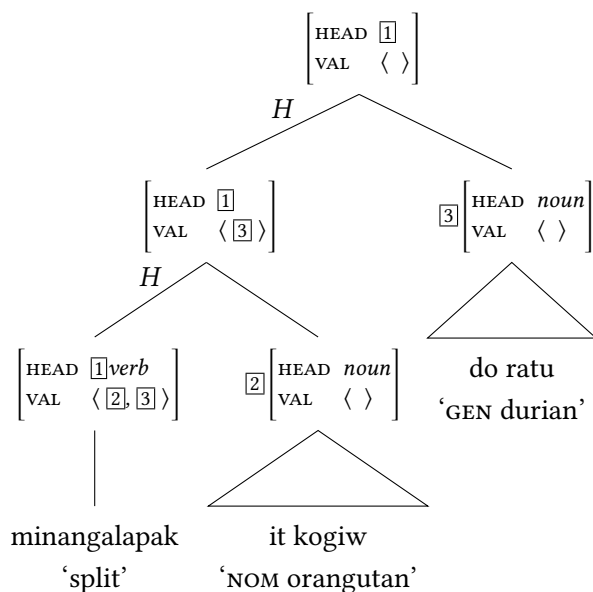 HEAD 1
VAL ⟨ ⟩
H
HEAD 1
VAL ⟨ 3 ⟩
3 HEAD noun
VAL ⟨ ⟩
H
HEAD 1 verb
VAL ⟨ 2, 3 ⟩
2 HEAD noun
VAL ⟨ ⟩
do ratu
‘GEN durian’
minangalapak
‘split’
it kogiw
‘NOM orangutan’